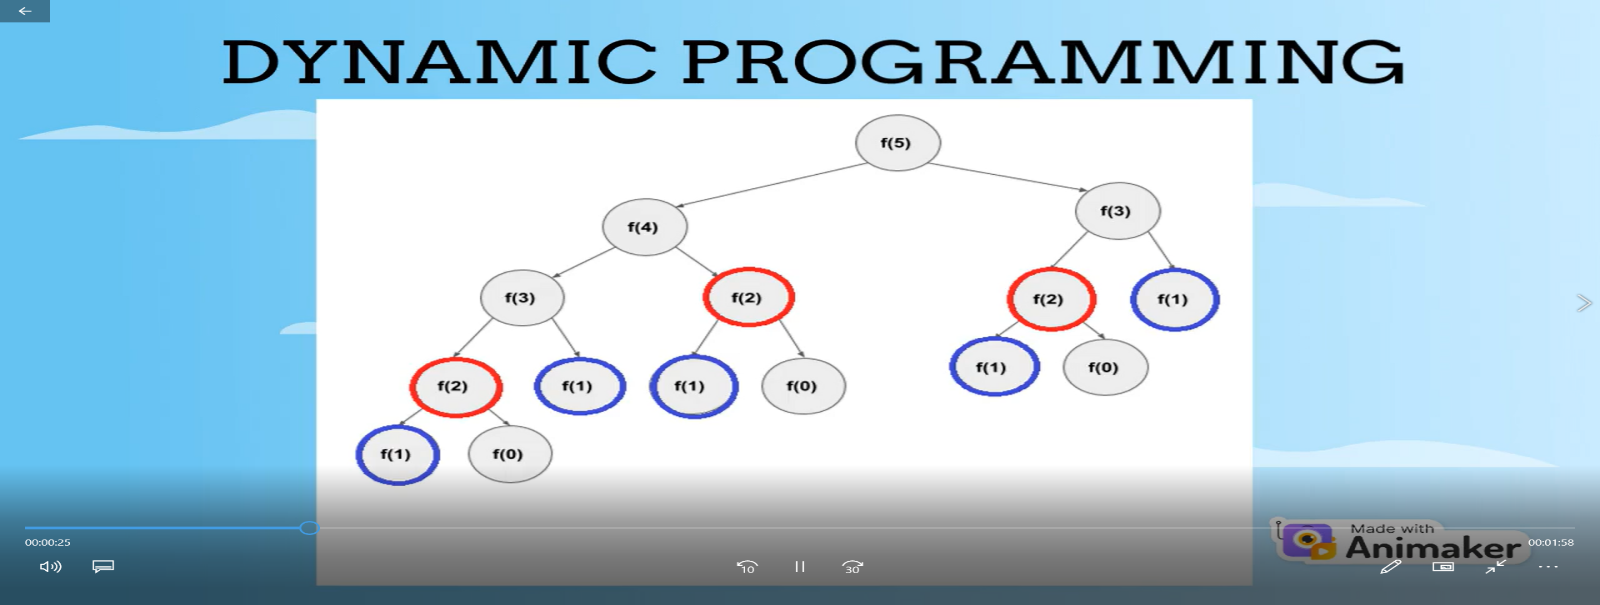 DYNAMIC PROGRAMMING
f(5)
f(4)
f(3)
f(3)
f(2)
f(2)
f(1)
f(2)
f(1)
f(1)
f(0)
f(1)
f(0)
f(1)
f(0)
00:00:25
Made with
Animaker
00:01:58
10
30